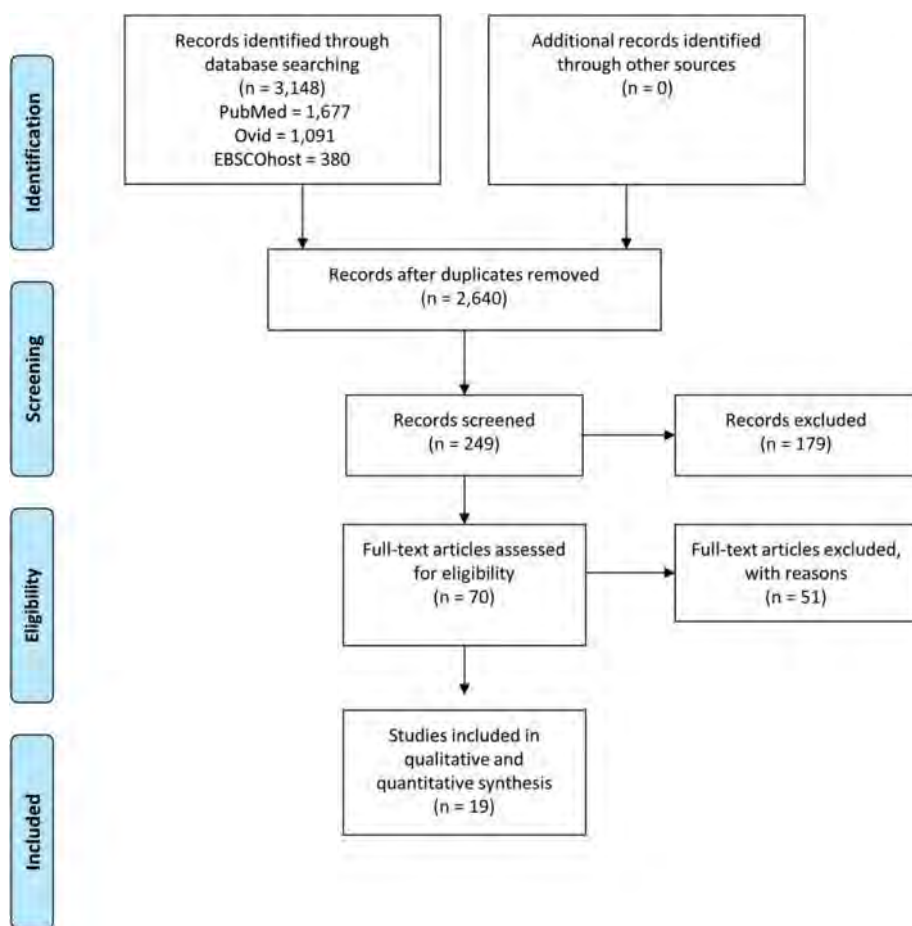 Identification
Records identified through
database searching
(n = 3,148)
PubMed = 1,677
Ovid = 1,091
EBSCOhost = 380
Additional records identified
through other sources
(n = 0)
Records after duplicates removed
(n = 2,640)
Screening
Records screened
(n = 249)
Records excluded
(n = 179)
Eligibility
Full-text articles assessed
for eligibility
(n = 70)
Full-text articles excluded,
with reasons
(n = 51)
Included
Studies included in
qualitative and
quantitative synthesis
(n = 19)